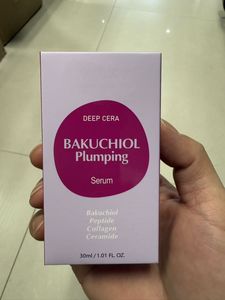 DEEP CERA
BAKUCHIOL
Plumping
Serum
Bakuchiol
Peptide
Collagen
Ceramide
30ml / 1.01 FL. OZ.